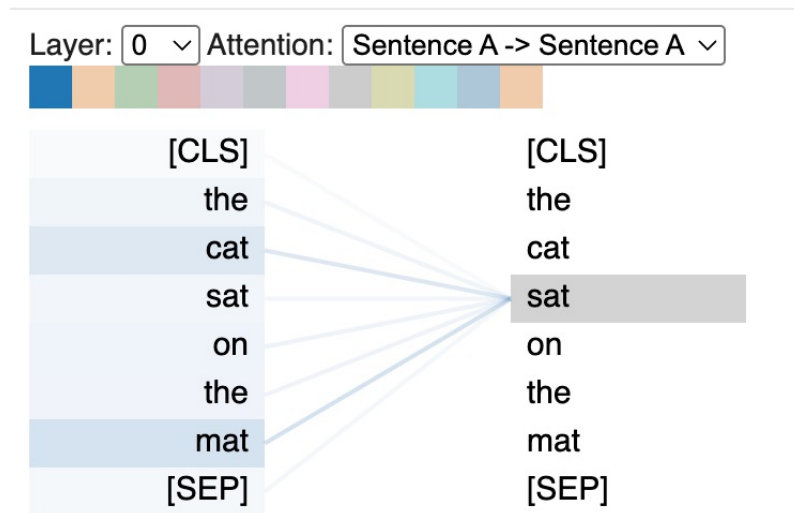 Layer: 0 Attention: Sentence A -> Sentence A
[CLS] [CLS]
the the
cat cat
sat sat
on on
the the
mat mat
[SEP] [SEP]